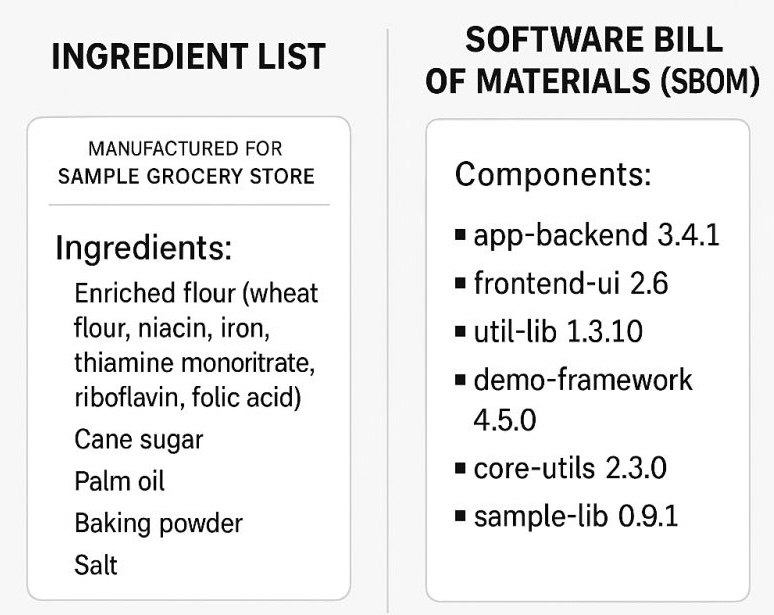 INGREDIENT LIST
MANUFACTURED FOR
SAMPLE GROCERY STORE
Ingredients:
Enriched flour (wheat
flour, niacin, iron,
thiamine monoritrate,
riboflavin, folic acid)
Cane sugar
Palm oil
Baking powder
Salt
SOFTWARE BILL
OF MATERIALS (SBOM)
Components:
▪ app-backend 3.4.1
▪ frontend-ui 2.6
▪ util-lib 1.3.10
▪ demo-framework
4.5.0
▪ core-utils 2.3.0
▪ sample-lib 0.9.1